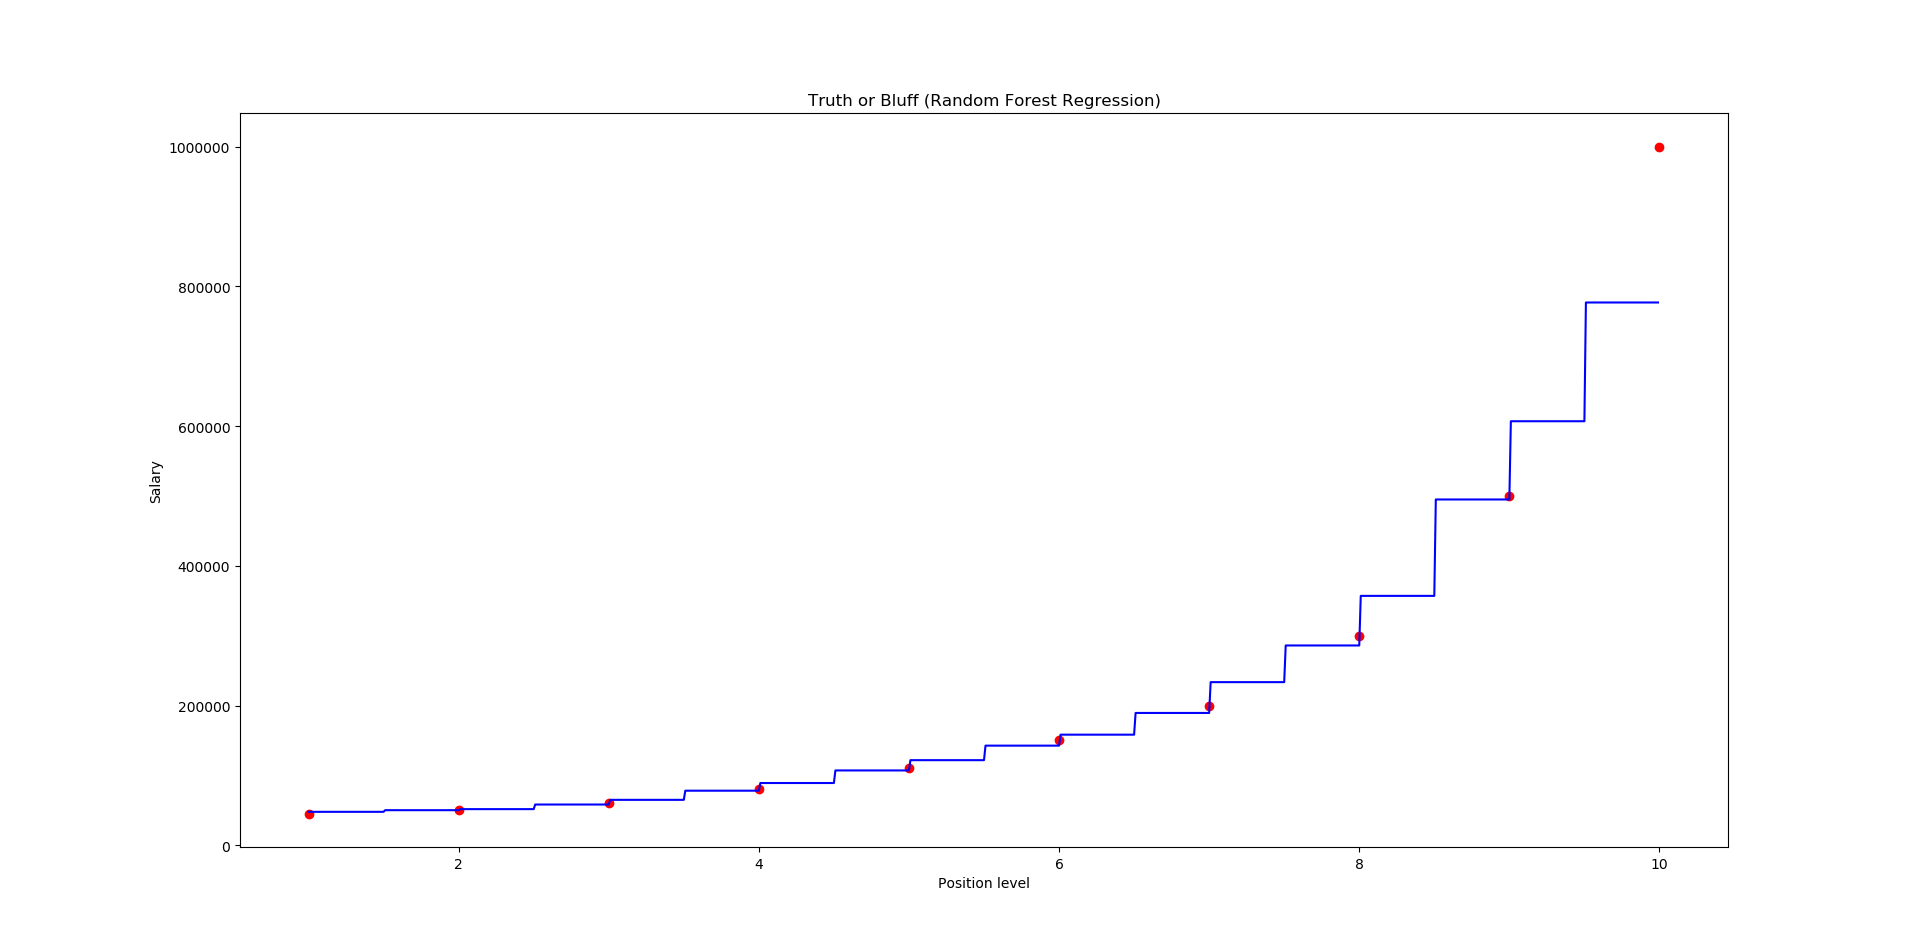 Truth or Bluff (Random Forest Regression)
1000000
800000
600000
400000
200000
0
Salary
2 4 6 8 10
Position level